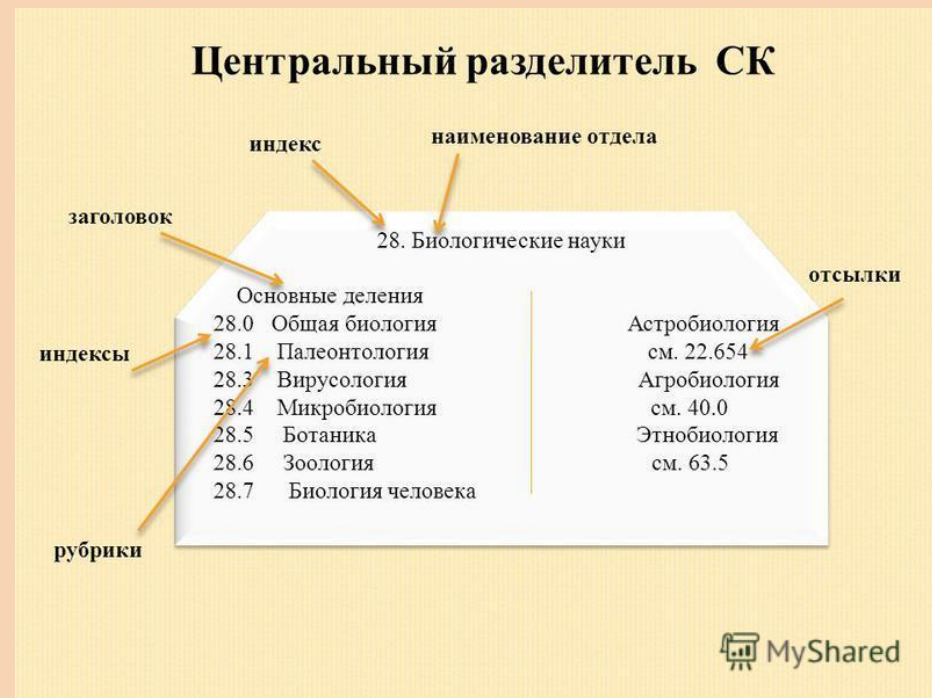 Центральный разделитель СК
индекс
наименование отдела
заголовок
28. Биологические науки
отсылки
Основные деления
28.0 Общая биология
28.1 Палеонтология
28.3 Вирусология
28.4 Микробиология
28.5 Ботаника
28.6 Зоология
28.7 Биология человека
Астробиология
см. 22.654
Агробиология
см. 40.0
Этнобиология
см. 63.5
индексы
рубрики
MyShared